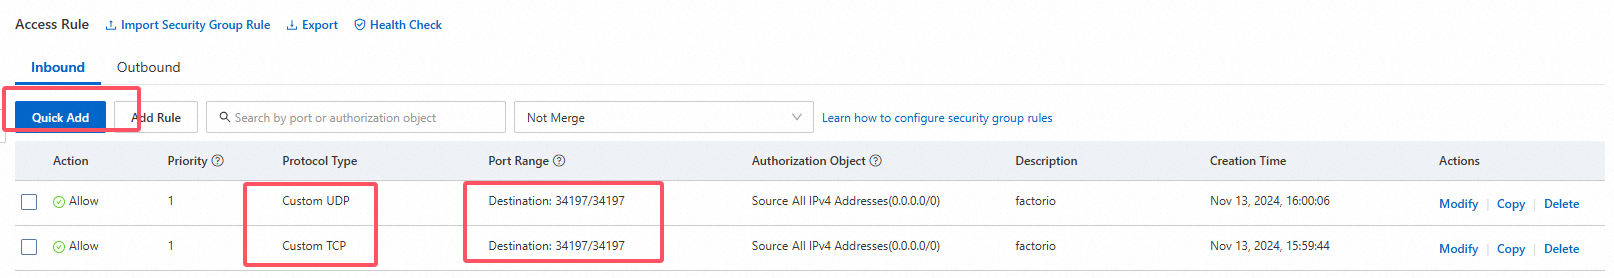 Access Rule Import Security Group Rule Export Health Check
Inbound Outbound
Quick Add Add Rule Search by port or authorization object Not Merge Learn how to configure security group rules
Action Priority Protocol Type Port Range Authorization Object Description Creation Time Actions
Allow 1 Custom UDP Destination: 34197/34197 Source All IPv4 Addresses(0.0.0.0/0) factorio Nov 13, 2024, 16:00:06 Modify Copy Delete
Allow 1 Custom TCP Destination: 34197/34197 Source All IPv4 Addresses(0.0.0.0/0) factorio Nov 13, 2024, 15:59:44 Modify Copy Delete